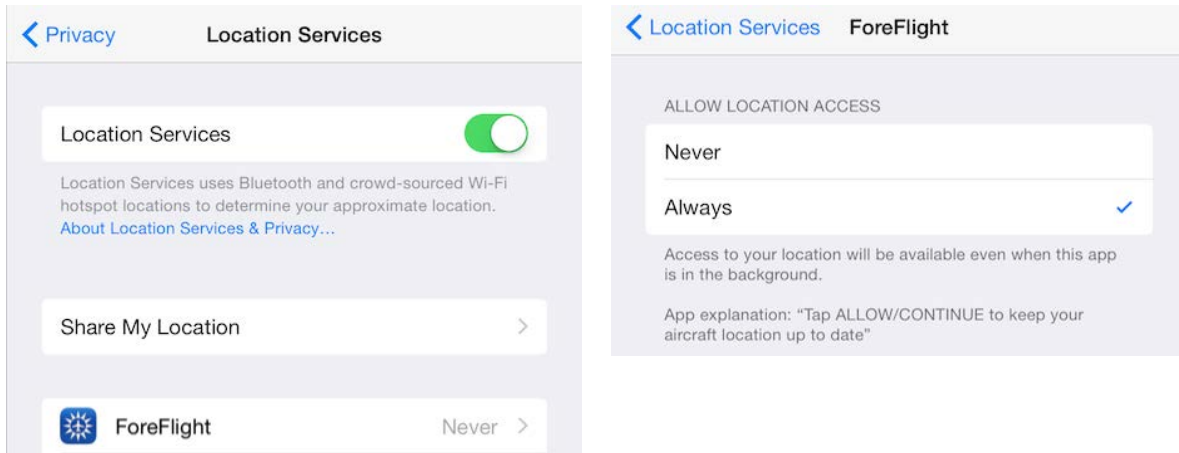 Privacy
Location Services
Location Services
Location Services uses Bluetooth and crowd-sourced Wi-Fi
hotspot locations to determine your approximate location.
About Location Services & Privacy...
Share My Location
ForeFlight
Never
Location Services
ForeFlight
ALLOW LOCATION ACCESS
Never
Always
Access to your location will be available even when this app
is in the background.
App explanation: “Tap ALLOW/CONTINUE to keep your
aircraft location up to date”